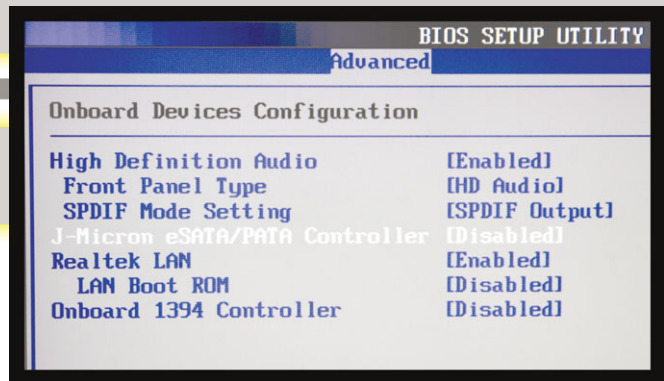 BIOS SETUP UTILITY
Advanced
Onboard Devices Configuration
High Definition Audio [Enabled]
Front Panel Type [HD Audio]
SPDIF Mode Setting [SPDIF Output]
J-Micron eSATA/PATA Controller [Disabled]
Realtek LAN [Enabled]
LAN Boot ROM [Disabled]
Onboard 1394 Controller [Disabled]